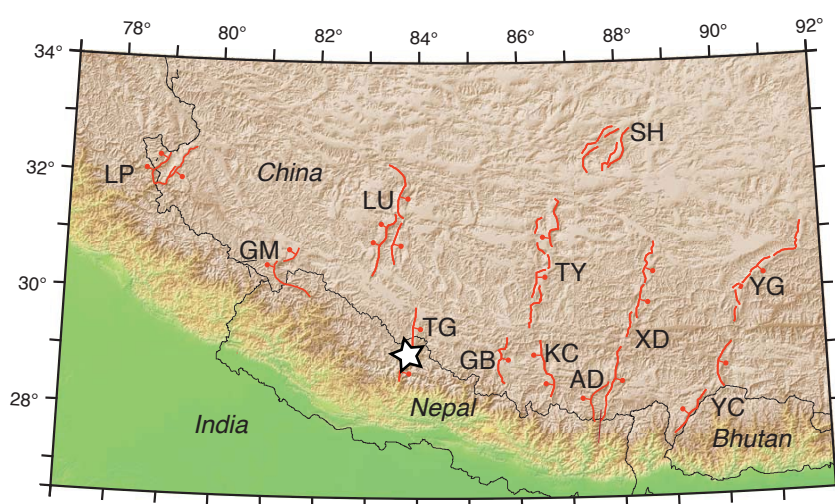 78° 80° 82° 84° 86° 88° 90° 92°
34°
SH
32°
LP
China
LU
GM
30°
TY
YG
TG
XD
GB
KC
AD
28°
Nepal
YC
India
Bhutan